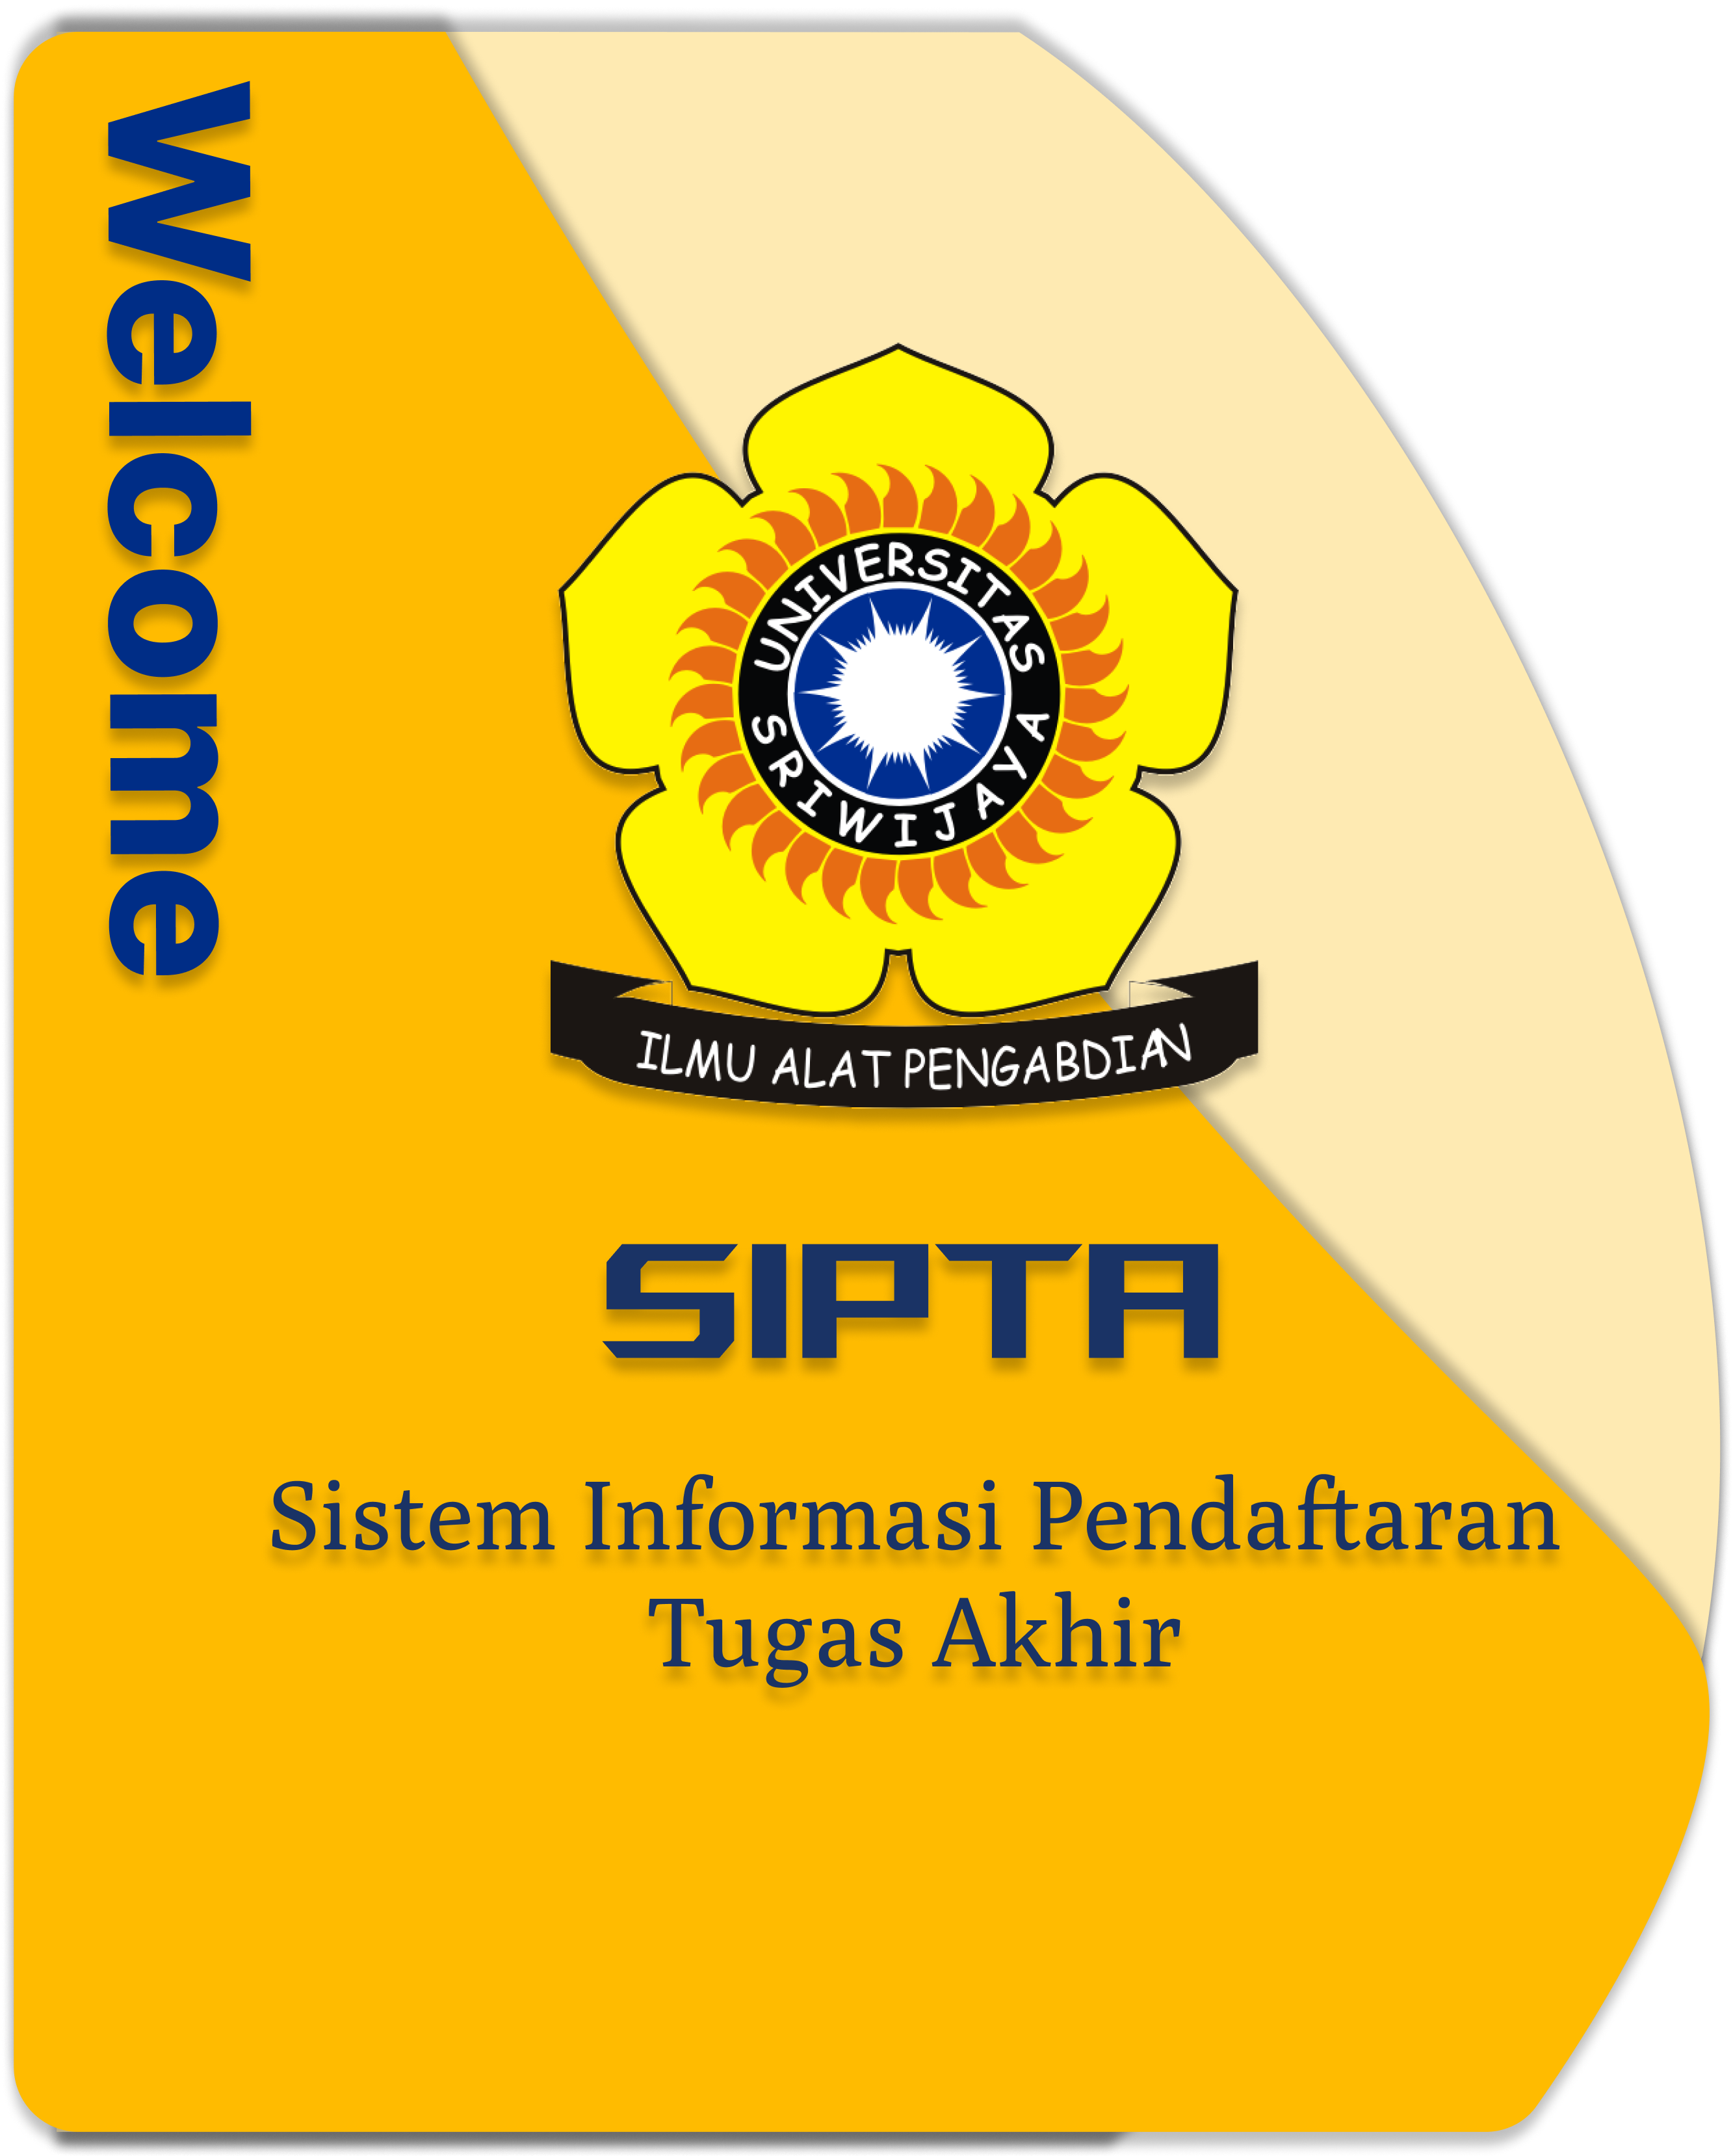 Welcome
UNIVERSITAS
SRIWIJAYA
ILMU ALAT PENGABDIAN
SIPTA
Sistem Informasi Pendaftaran
Tugas Akhir